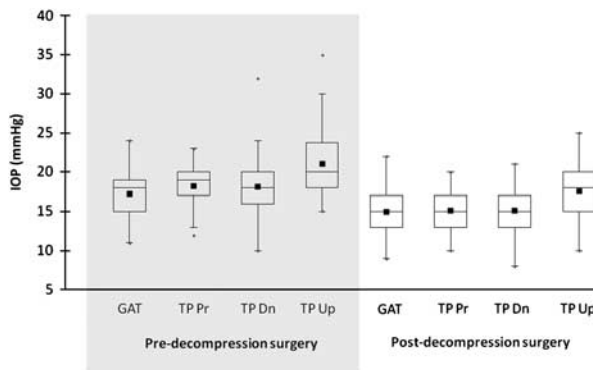 40
35
30
25
20
15
10
5
IOP (mmHg)
GAT TP Pr TP Dn TP Up GAT TP Pr TP Dn TP Up
Pre-decompression surgery Post-decompression surgery